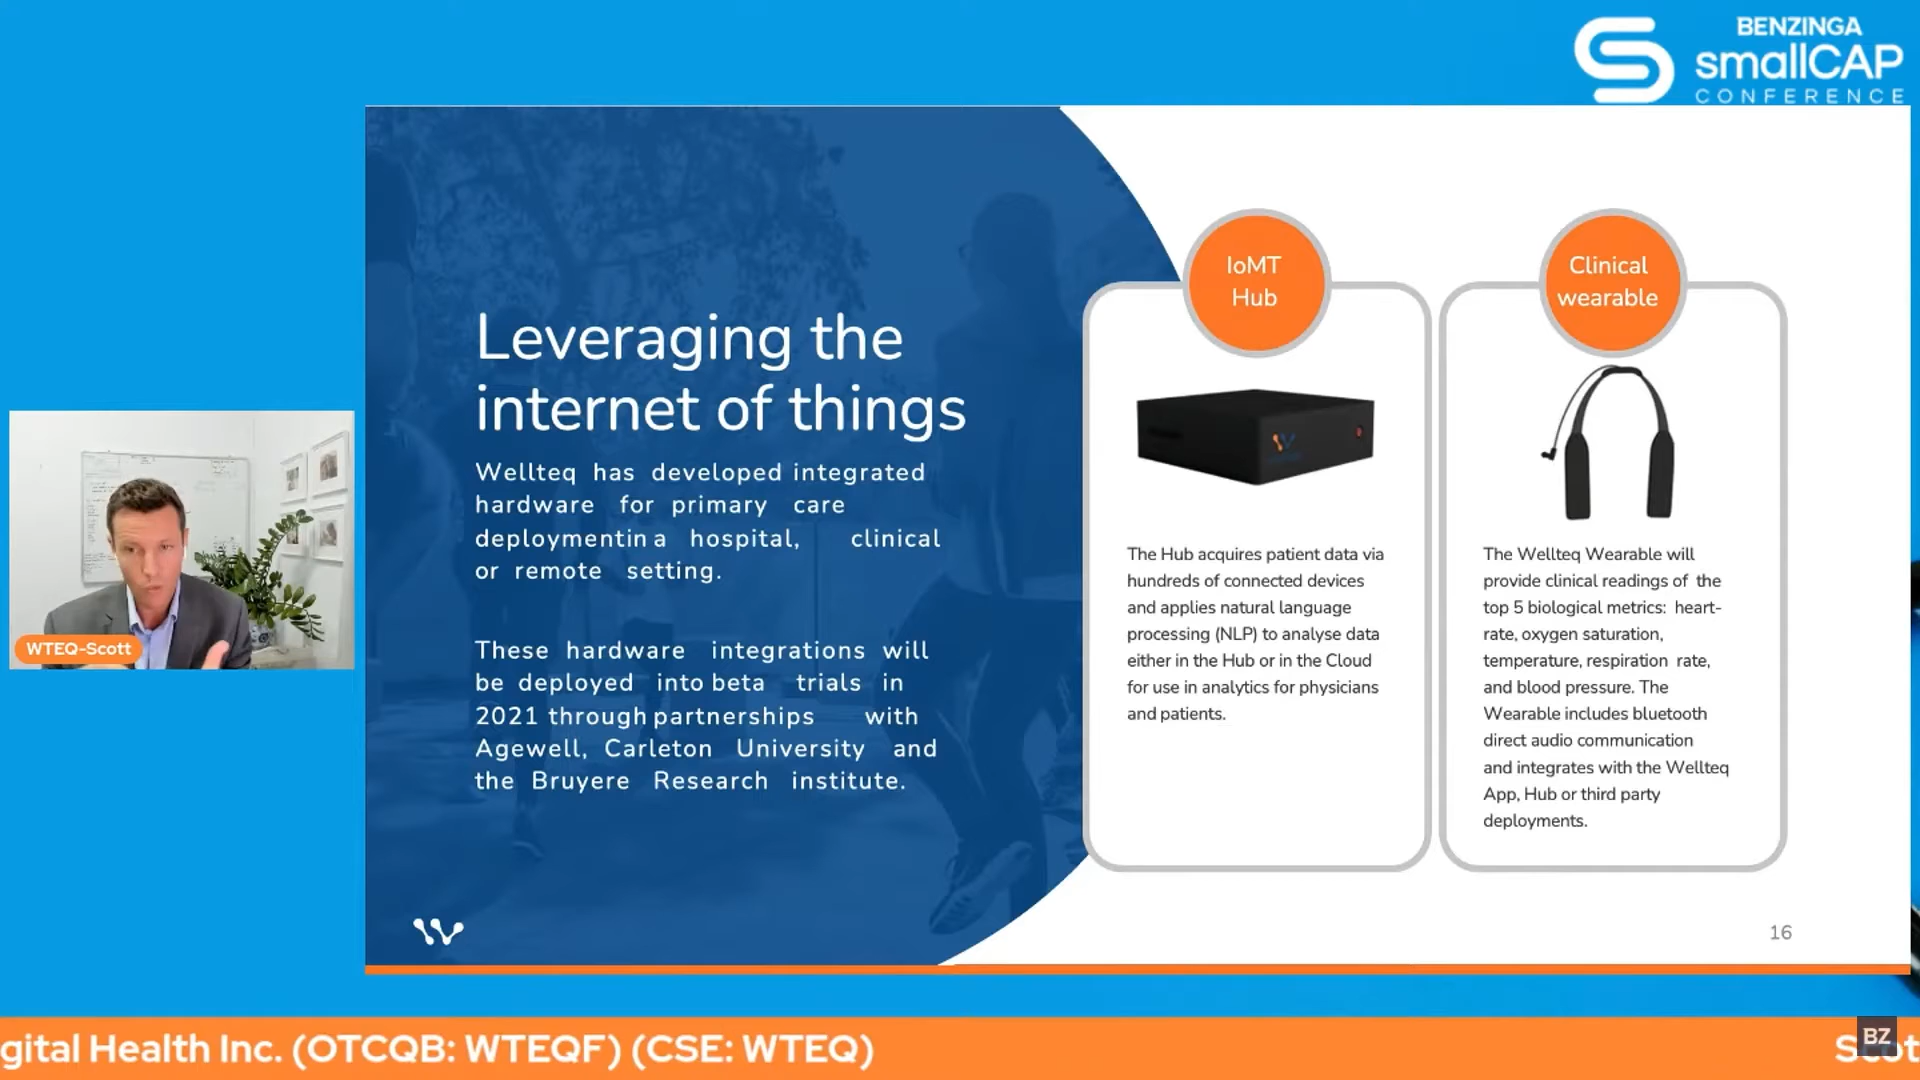 BENZINGA
smallCAP
CONFERENCE
Leveraging the
internet of things
Wellteq has developed integrated
hardware for primary care
deploymentin a hospital, clinical
or remote setting.
These hardware integrations will
be deployed into beta trials in
2021 through partnerships with
Agewell, Carleton University and
the Bruyere Research institute.
IoMT
Hub
The Hub acquires patient data via
hundreds of connected devices
and applies natural language
processing (NLP) to analyse data
either in the Hub or in the Cloud
for use in analytics for physicians
and patients.
Clinical
wearable
The Wellteq Wearable will
provide clinical readings of the
top 5 biological metrics: heart-
rate, oxygen saturation,
temperature, respiration rate,
and blood pressure. The
Wearable includes bluetooth
direct audio communication
and integrates with the Wellteq
App, Hub or third party
deployments.
16
WTEQ-Scott
gital Health Inc. (OTCQB: WTEQF) (CSE: WTEQ)
BZ